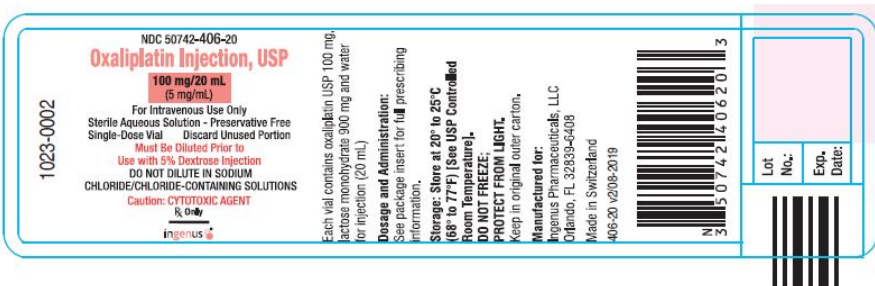 1023-0002
NDC 50742-406-20
Oxaliplatin Injection, USP
100 mg/20 mL
(5 mg/mL)
For Intravenous Use Only
Sterile Aqueous Solution - Preservative Free
Single-Dose Vial Discard Unused Portion
Must Be Diluted Prior to
Use with 5% Dextrose Injection
DO NOT DILUTE IN SODIUM
CHLORIDE/CHLORIDE-CONTAINING SOLUTIONS
Caution: CYTOTOXIC AGENT
Rx Only
ingenus
Each vial contains oxaliplatin USP 100 mg,
lactose monohydrate 900 mg and water
for injection (20 mL)
Dosage and Administration:
See package insert for full prescribing
information.
Storage: Store at 20° to 25°C
(68° to 77°F) [See USP Controlled
Room Temperature].
DO NOT FREEZE;
PROTECT FROM LIGHT.
Keep in original outer carton.
Manufactured for:
Ingenus Pharmaceuticals, LLC
Orlando, FL 32839-6408
Made in Switzerland
406-20 v2/08-2019
N 3 50742 40620 3
Lot
No.:
Exp.
Date: